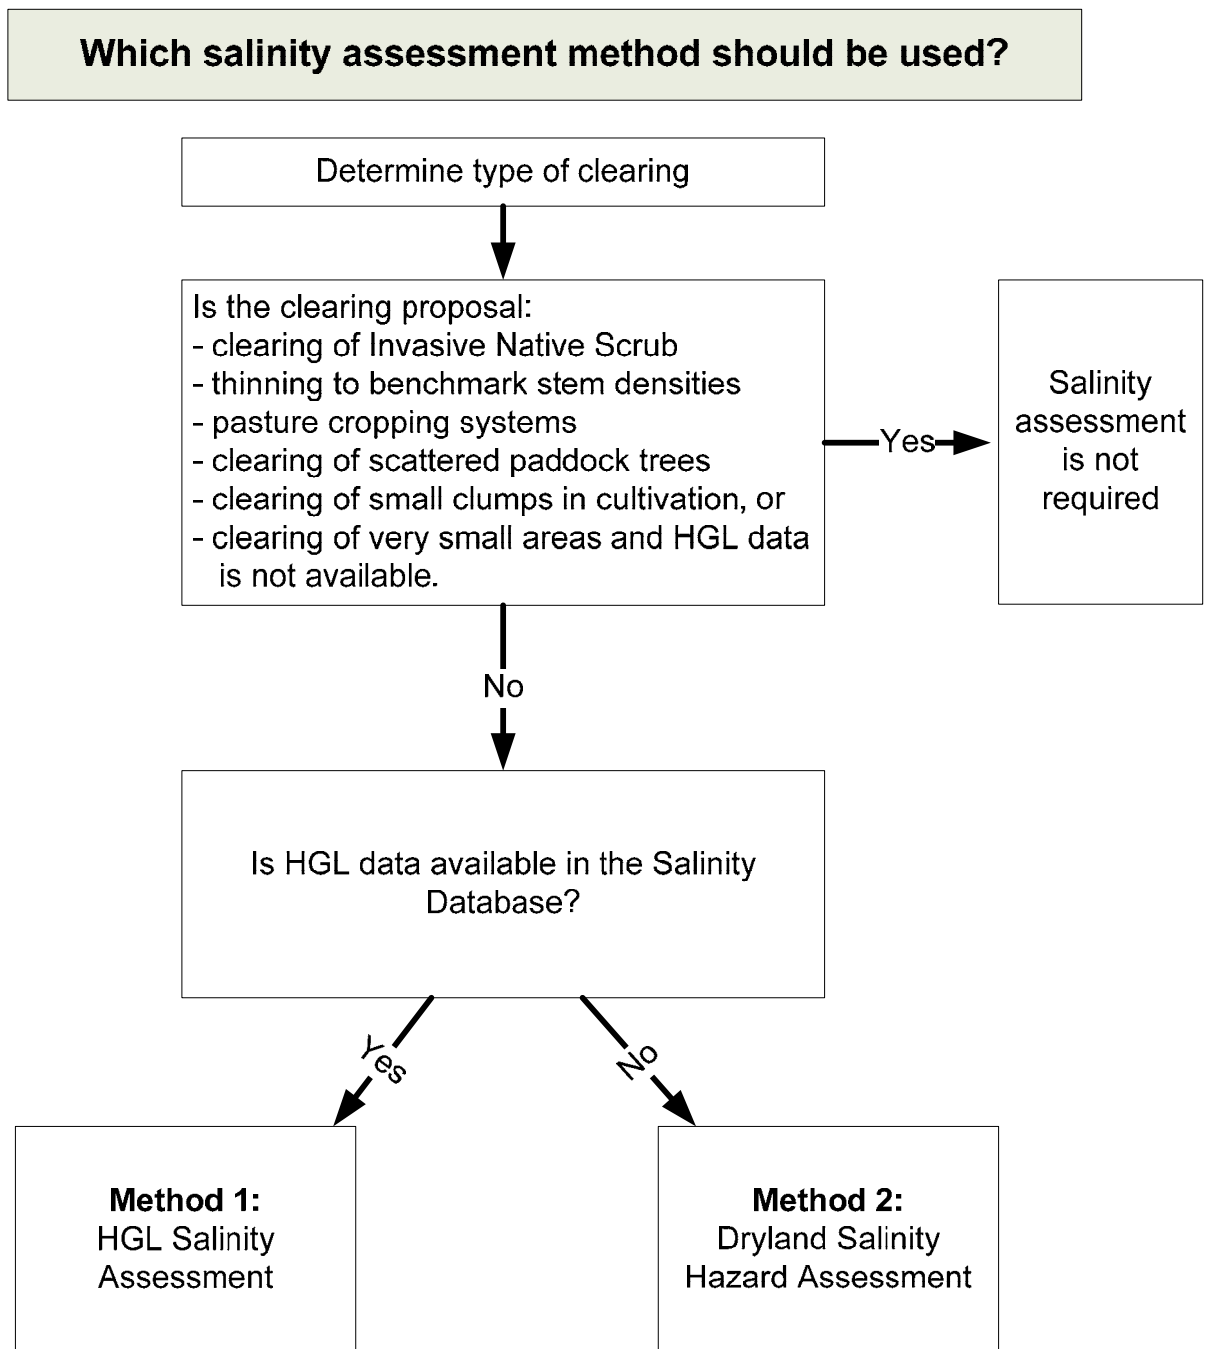 Which salinity assessment method should be used?
Determine type of clearing
Is the clearing proposal:
- clearing of Invasive Native Scrub
- thinning to benchmark stem densities
- pasture cropping systems
- clearing of scattered paddock trees
- clearing of small clumps in cultivation, or
- clearing of very small areas and HGL data
is not available.
Yes
Salinity
assessment
is not
required
No
Is HGL data available in the Salinity
Database?
Yes
No
Method 1:
HGL Salinity
Assessment
Method 2:
Dryland Salinity
Hazard Assessment